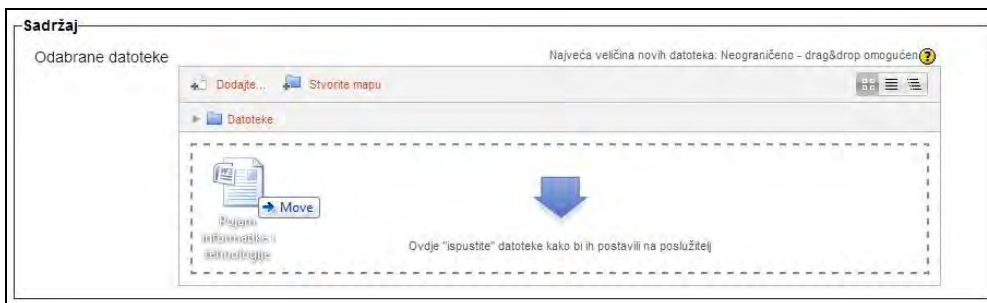 Sadržaj
Odabrane datoteke
Najveća veličina novih datoteka: Neograničeno - drag&drop omogućen
Dodajte...
Stvorite mapu
Datoteke
Move
Pojam
informatike i
tehnologije
Ovdje "ispustite" datoteke kako bi ih postavili na poslužitelj